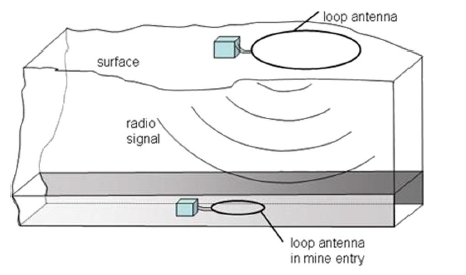 loop antenna
surface
radio
signal
loop antenna
in mine entry